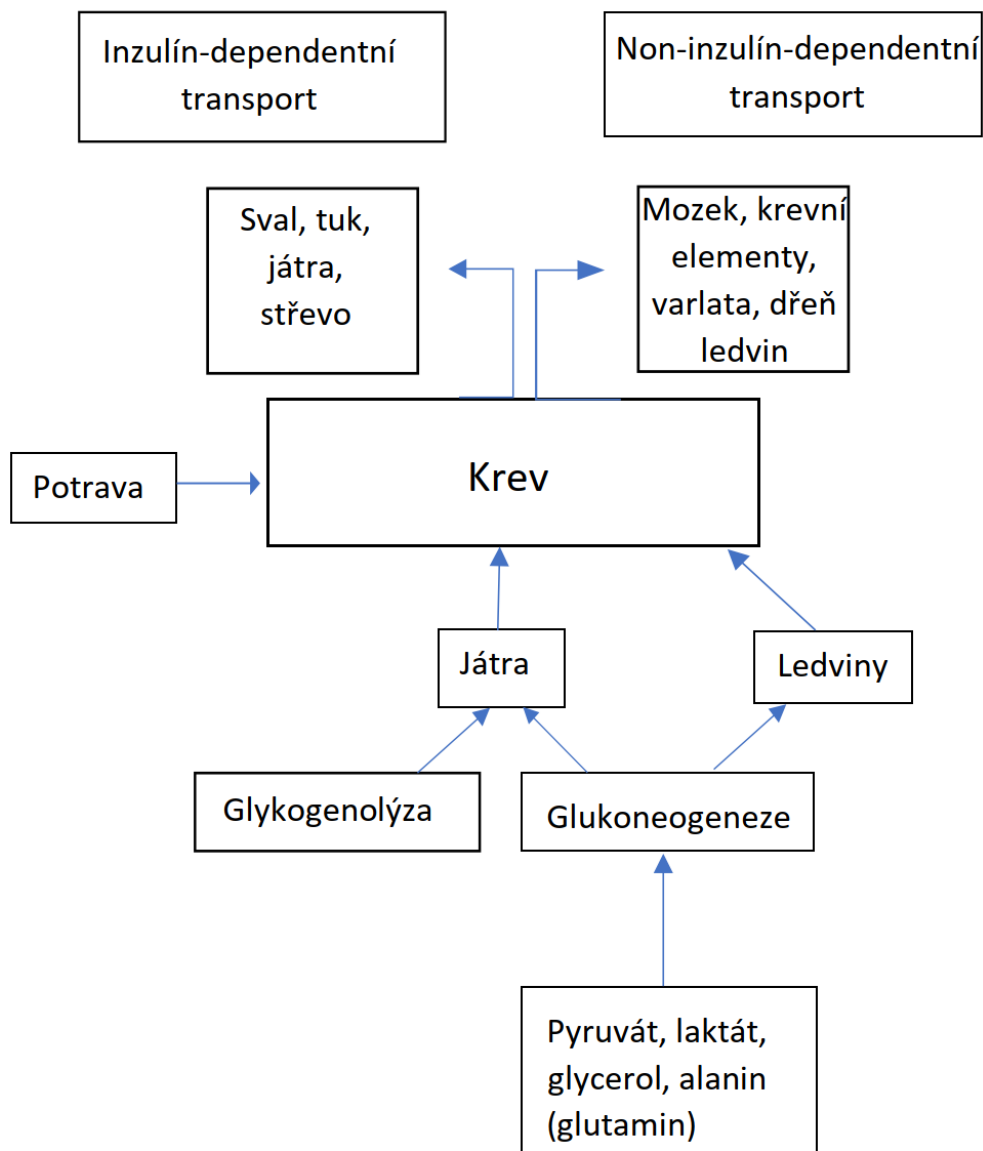 Inzulín-dependentní
transport
Non-inzulín-dependentní
transport
Sval, tuk,
játra,
střevo
Mozek, krevní
elementy,
varlata, dřeň
ledvin
Potrava
Krev
Játra
Ledviny
Glykogenolýza
Glukoneogeneze
Pyruvát, laktát,
glycerol, alanin
(glutamin)